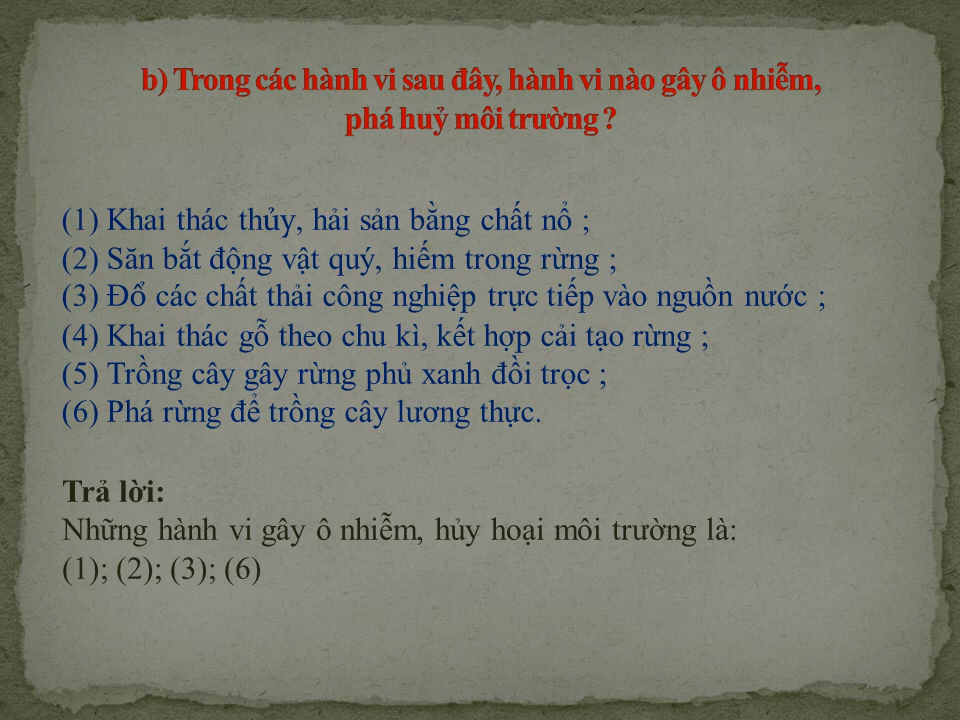 b) Trong các hành vi sau đây, hành vi nào gây ô nhiễm,
phá huỷ môi trường ?
(1) Khai thác thủy, hải sản bằng chất nổ ;
(2) Săn bắt động vật quý, hiếm trong rừng ;
(3) Đổ các chất thải công nghiệp trực tiếp vào nguồn nước ;
(4) Khai thác gỗ theo chu kì, kết hợp cải tạo rừng ;
(5) Trồng cây gây rừng phủ xanh đồi trọc ;
(6) Phá rừng để trồng cây lương thực.
Trả lời:
Những hành vi gây ô nhiễm, hủy hoại môi trường là:
(1); (2); (3); (6)